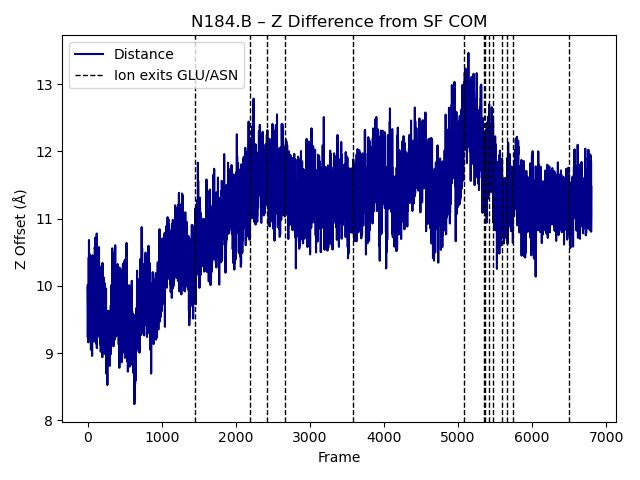 N184.B – Z Difference from SF COM
Distance
Ion exits GLU/ASN
Z Offset (Å)
13
12
11
10
9
8
0 1000 2000 3000 4000 5000 6000 7000
Frame